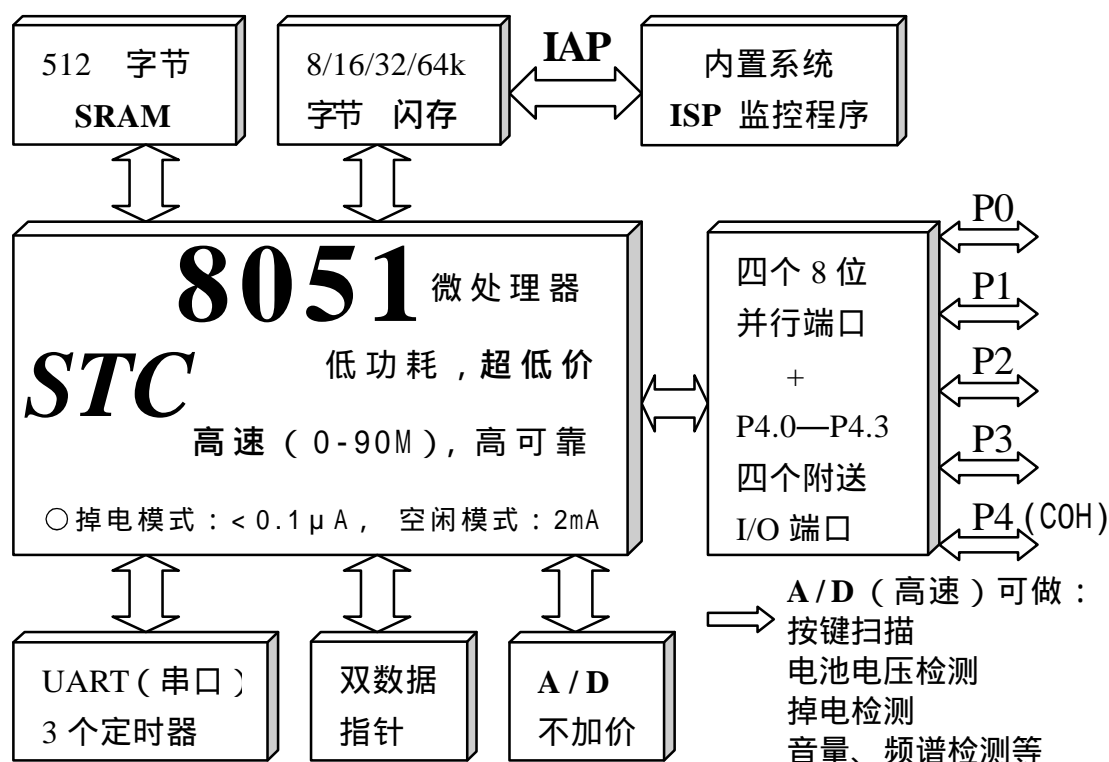 512 字节
SRAM
8/16/32/64k
字节 闪存
IAP
内置系统
ISP 监控程序
8051 微处理器
STC
低功耗，超低价
高速（0-90M），高可靠
○掉电模式：<0.1μA， 空闲模式：2mA
四个 8 位
并行端口
+
P4.0—P4.3
四个附送
I/O 端口
P0
P1
P2
P3
P4(C0H)
UART（串口）
3 个定时器
双数据
指针
A/D
不加价
A/D（高速）可做：
按键扫描
电池电压检测
掉电检测
音量、频谱检测等